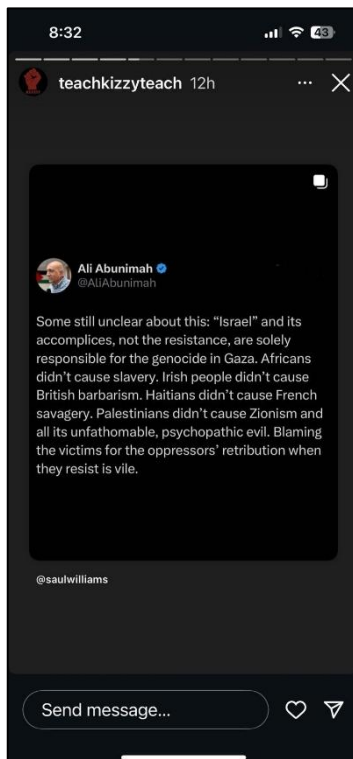 8:32
43
teachkizzyteach 12h
Ali Abunimah
@AliAbunimah
Some still unclear about this: “Israel” and its
accomplices, not the resistance, are solely
responsible for the genocide in Gaza. Africans
didn’t cause slavery. Irish people didn’t cause
British barbarism. Haitians didn’t cause French
savagery. Palestinians didn’t cause Zionism and
all its unfathomable, psychopathic evil. Blaming
the victims for the oppressors’ retribution when
they resist is vile.
@saulwilliams
Send message...